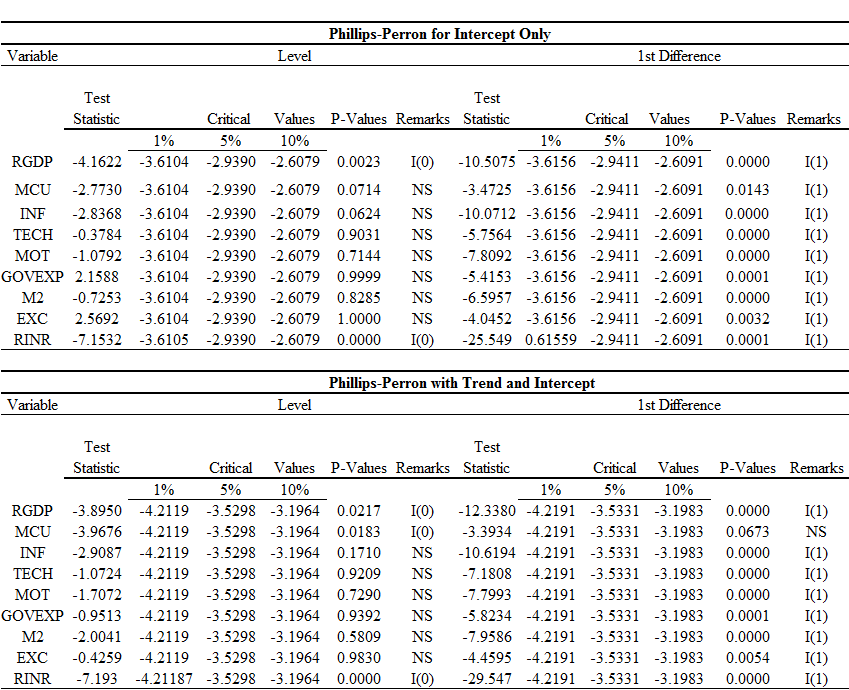 Phillips-Perron for Intercept Only
Variable Level 1st Difference
Test Test
Statistic Critical Values P-Values Remarks Statistic Critical Values P-Values Remarks
1% 5% 10% 1% 5% 10%
RGDP -4.1622 -3.6104 -2.9390 -2.6079 0.0023 I(0) -10.5075 -3.6156 -2.9411 -2.6091 0.0000 I(1)
MCU -2.7730 -3.6104 -2.9390 -2.6079 0.0714 NS -3.4725 -3.6156 -2.9411 -2.6091 0.0143 I(1)
INF -2.8368 -3.6104 -2.9390 -2.6079 0.0624 NS -10.0712 -3.6156 -2.9411 -2.6091 0.0000 I(1)
TECH -0.3784 -3.6104 -2.9390 -2.6079 0.9031 NS -5.7564 -3.6156 -2.9411 -2.6091 0.0000 I(1)
MOT -1.0792 -3.6104 -2.9390 -2.6079 0.7144 NS -7.8092 -3.6156 -2.9411 -2.6091 0.0000 I(1)
GOVEXP 2.1588 -3.6104 -2.9390 -2.6079 0.9999 NS -5.4153 -3.6156 -2.9411 -2.6091 0.0001 I(1)
M2 -0.7253 -3.6104 -2.9390 -2.6079 0.8285 NS -6.5957 -3.6156 -2.9411 -2.6091 0.0000 I(1)
EXC 2.5692 -3.6104 -2.9390 -2.6079 1.0000 NS -4.0452 -3.6156 -2.9411 -2.6091 0.0032 I(1)
RINR -7.1532 -3.6105 -2.9390 -2.6079 0.0000 I(0) -25.549 0.61559 -2.9411 -2.6091 0.0001 I(1)
Phillips-Perron with Trend and Intercept
Variable Level 1st Difference
Test Test
Statistic Critical Values P-Values Remarks Statistic Critical Values P-Values Remarks
1% 5% 10% 1% 5% 10%
RGDP -3.8950 -4.2119 -3.5298 -3.1964 0.0217 I(0) -12.3380 -4.2191 -3.5331 -3.1983 0.0000 I(1)
MCU -3.9676 -4.2119 -3.5298 -3.1964 0.0183 I(0) -3.3934 -4.2191 -3.5331 -3.1983 0.0673 NS
INF -2.9087 -4.2119 -3.5298 -3.1964 0.1710 NS -10.6194 -4.2191 -3.5331 -3.1983 0.0000 I(1)
TECH -1.0724 -4.2119 -3.5298 -3.1964 0.9209 NS -7.1808 -4.2191 -3.5331 -3.1983 0.0000 I(1)
MOT -1.7072 -4.2119 -3.5298 -3.1964 0.7290 NS -7.7993 -4.2191 -3.5331 -3.1983 0.0000 I(1)
GOVEXP -0.9513 -4.2119 -3.5298 -3.1964 0.9392 NS -5.8234 -4.2191 -3.5331 -3.1983 0.0001 I(1)
M2 -2.0041 -4.2119 -3.5298 -3.1964 0.5809 NS -7.9586 -4.2191 -3.5331 -3.1983 0.0000 I(1)
EXC -0.4259 -4.2119 -3.5298 -3.1964 0.9830 NS -4.4595 -4.2191 -3.5331 -3.1983 0.0054 I(1)
RINR -7.193 -4.21187 -3.5298 -3.1964 0.0000 I(0) -29.547 -4.2191 -3.5331 -3.1983 0.0000 I(1)